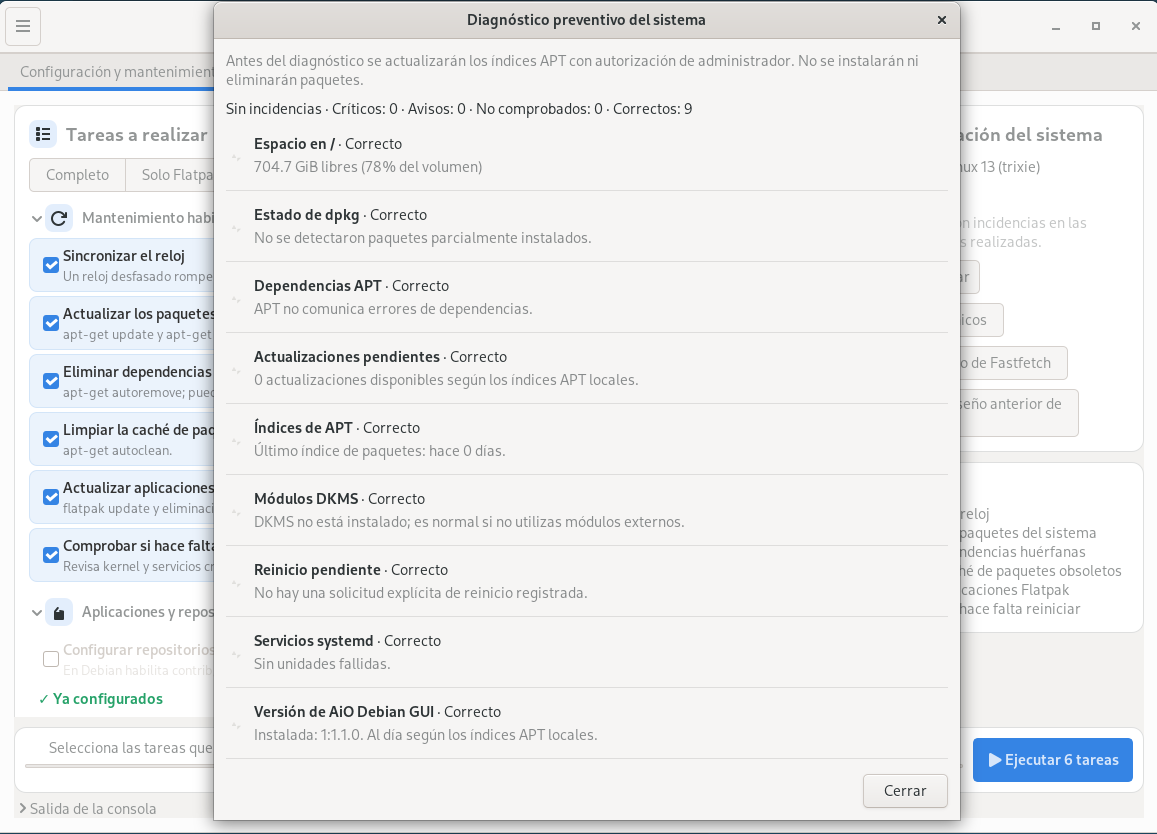 Diagnóstico preventivo del sistema
Antes del diagnóstico se actualizarán los índices APT con autorización de administrador. No se instalarán ni
eliminarán paquetes.
Sin incidencias · Críticos: 0 · Avisos: 0 · No comprobados: 0 · Correctos: 9
Espacio en / · Correcto
704.7 GiB libres (78% del volumen)
Estado de dpkg · Correcto
No se detectaron paquetes parcialmente instalados.
Dependencias APT · Correcto
APT no comunica errores de dependencias.
Actualizaciones pendientes · Correcto
0 actualizaciones disponibles según los índices APT locales.
Índices de APT · Correcto
Último índice de paquetes: hace 0 días.
Módulos DKMS · Correcto
DKMS no está instalado; es normal si no utilizas módulos externos.
Reinicio pendiente · Correcto
No hay una solicitud explícita de reinicio registrada.
Servicios systemd · Correcto
Sin unidades fallidas.
Versión de AiO Debian GUI · Correcto
Instalada: 1:1.1.0. Al día según los índices APT locales.
Cerrar
Configuración y mantenimient
Tareas a realizar
Completo
Solo Flatpa
Mantenimiento habi
Sincronizar el reloj
Un reloj desfasado rompe
Actualizar los paquetes
apt-get update y apt-get
Eliminar dependencias
apt-get autoremove; pued
Limpiar la caché de paq
apt-get autoclean.
Actualizar aplicaciones
flatpak update y eliminaci
Comprobar si hace falta
Revisa kernel y servicios cr
Aplicaciones y repos
Configurar repositorios
En Debian habilita contrib
✓ Ya configurados
Selecciona las tareas que
Salida de la consola
ación del sistema
nux 13 (trixie)
on incidencias en las
s realizadas.
ar
icos
o de Fastfetch
seño anterior de
reloj
paquetes del sistema
ndencias huérfanas
hé de paquetes obsoletos
caciones Flatpak
hace falta reiniciar
Ejecutar 6 tareas